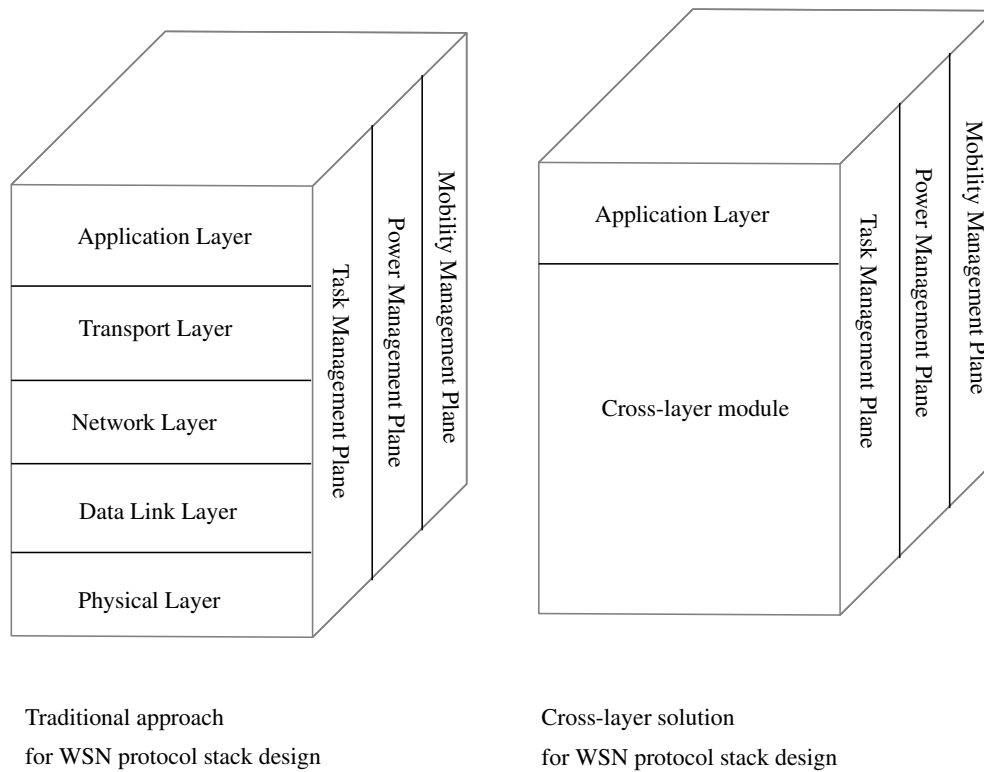 Application Layer
Transport Layer
Network Layer
Data Link Layer
Physical Layer
Task Management Plane
Power Management Plane
Mobility Management Plane
Traditional approach
for WSN protocol stack design
Application Layer
Cross-layer module
Task Management Plane
Power Management Plane
Mobility Management Plane
Cross-layer solution
for WSN protocol stack design